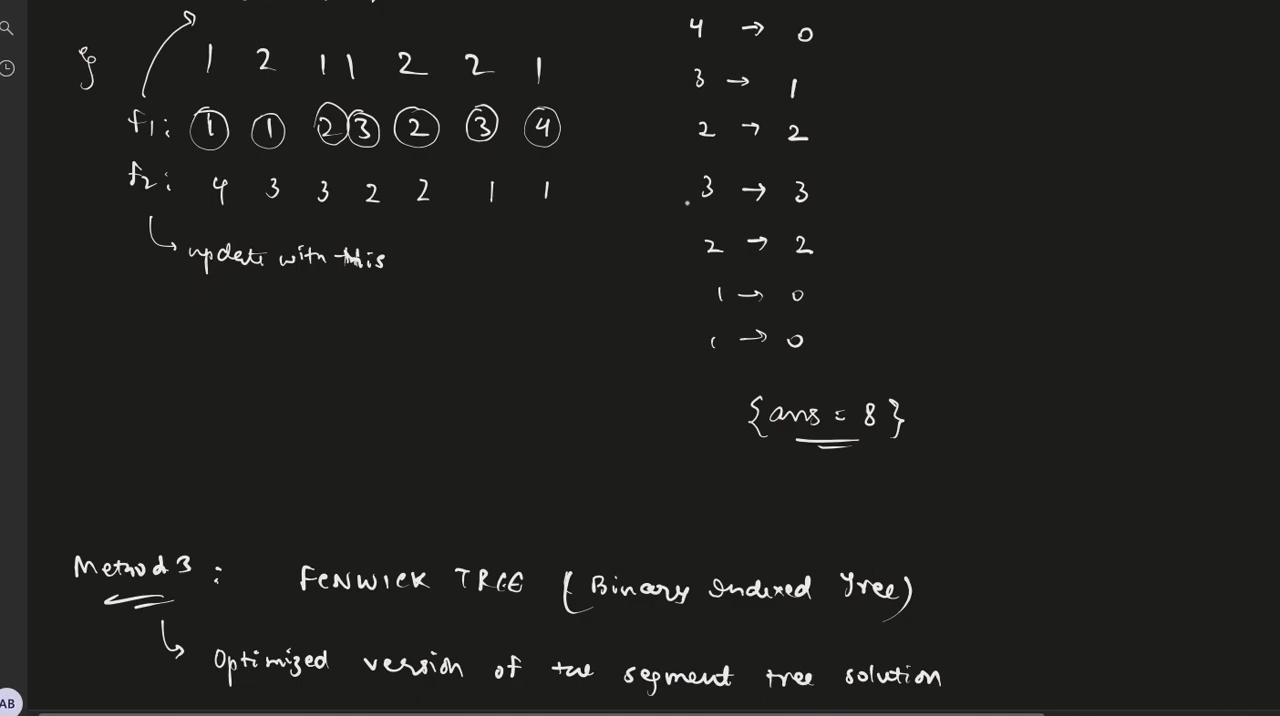 1 2 1 1 2 2 1
f1: 1 1 2 3 2 3 4
f2: 4 3 3 2 2 1 1
update with this
4 → 0
3 → 1
2 → 2
3 → 3
2 → 2
1 → 0
1 → 0
{ans = 8}
Method 3 : FENWICK TREE (Binary Indexed Tree)
Optimized version of the segment tree solution
AB